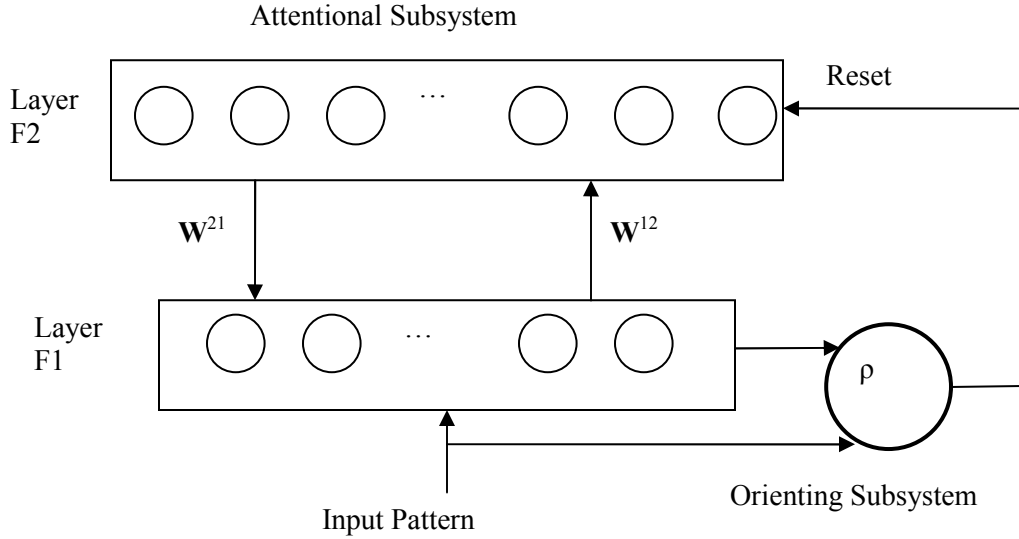 Attentional Subsystem
Layer
F2
…
Reset
W²¹
W¹²
Layer
F1
…
ρ
Orienting Subsystem
Input Pattern